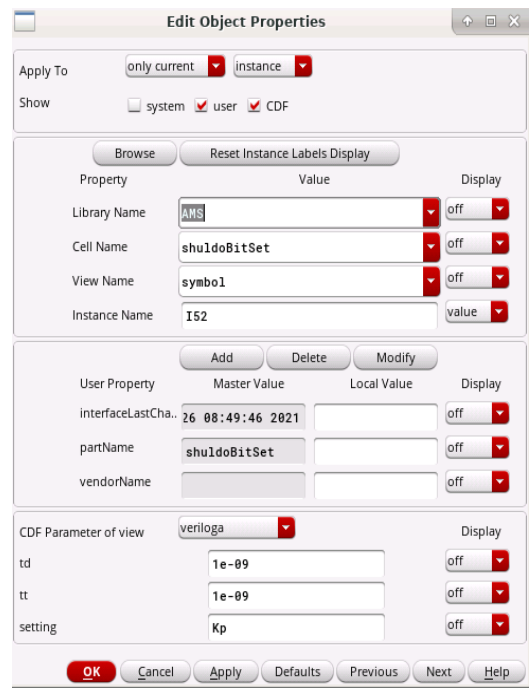 Edit Object Properties
Apply To only current instance
Show system user CDF
Browse Reset Instance Labels Display
Property Value Display
Library Name AMS off
Cell Name shuldoBitSet off
View Name symbol off
Instance Name I52 value
Add Delete Modify
User Property Master Value Local Value Display
interfaceLastCha.. 26 08:49:46 2021 off
partName shuldoBitSet off
vendorName off
CDF Parameter of view veriloga Display
td 1e-09 off
tt 1e-09 off
setting Kp off
OK Cancel Apply Defaults Previous Next Help